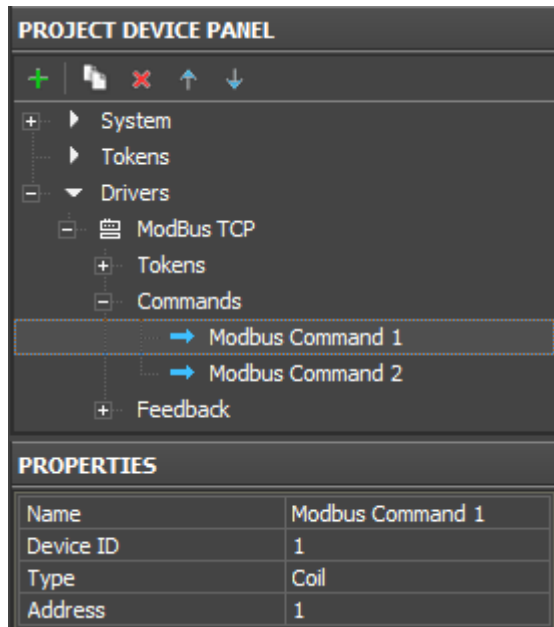 PROJECT DEVICE PANEL
System
Tokens
Drivers
ModBus TCP
Tokens
Commands
Modbus Command 1
Modbus Command 2
Feedback
PROPERTIES
Name Modbus Command 1
Device ID 1
Type Coil
Address 1